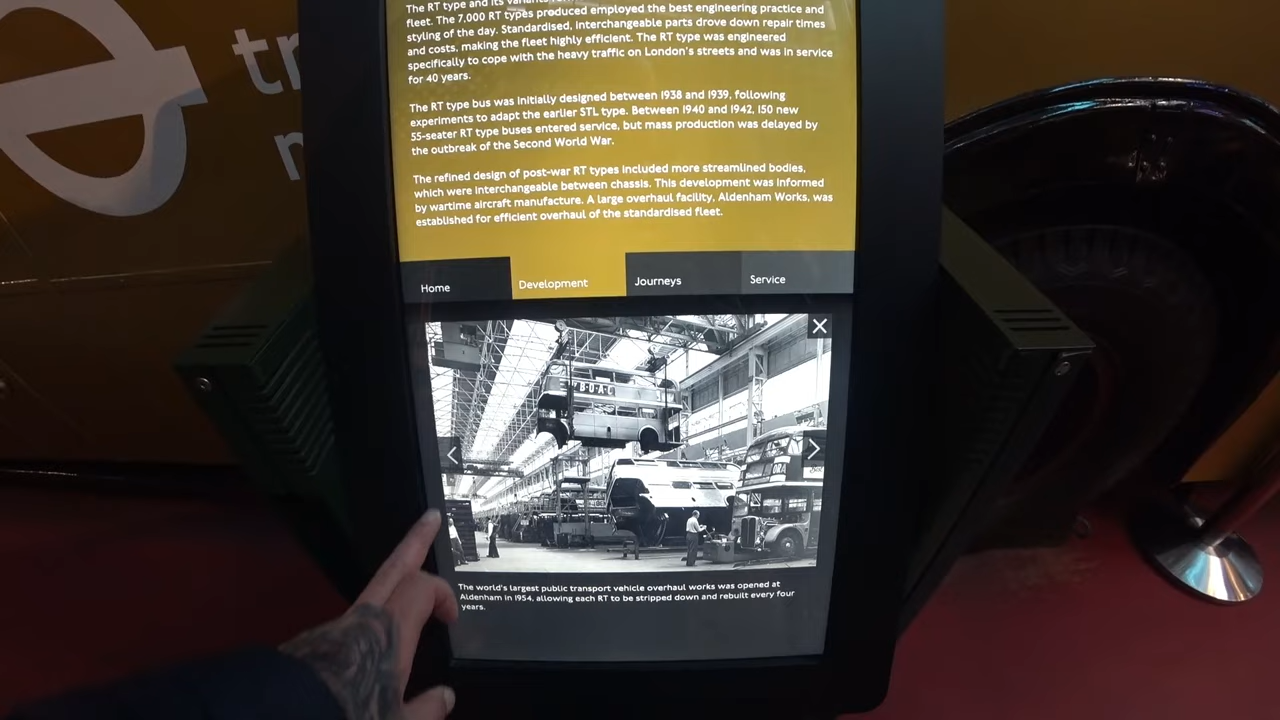 tr
The RT type and its
fleet. The 7,000 RT types produced employed the best engineering practice and
styling of the day. Standardised, interchangeable parts drove down repair times
and costs, making the fleet highly efficient. The RT type was engineered
specifically to cope with the heavy traffic on London's streets and was in service
for 40 years.
The RT type bus was initially designed between 1938 and 1939, following
experiments to adapt the earlier STL type. Between 1940 and 1942, 150 new
55-seater RT type buses entered service, but mass production was delayed by
the outbreak of the Second World War.
The refined design of post-war RT types included more streamlined bodies,
which were interchangeable between chassis. This development was informed
by wartime aircraft manufacture. A large overhaul facility, Aldenham Works, was
established for efficient overhaul of the standardised fleet.
Home
Development
Journeys
Service
B·O·A·C
The world's largest public transport vehicle overhaul works was opened at
Aldenham in 1954, allowing each RT to be stripped down and rebuilt every four
years.